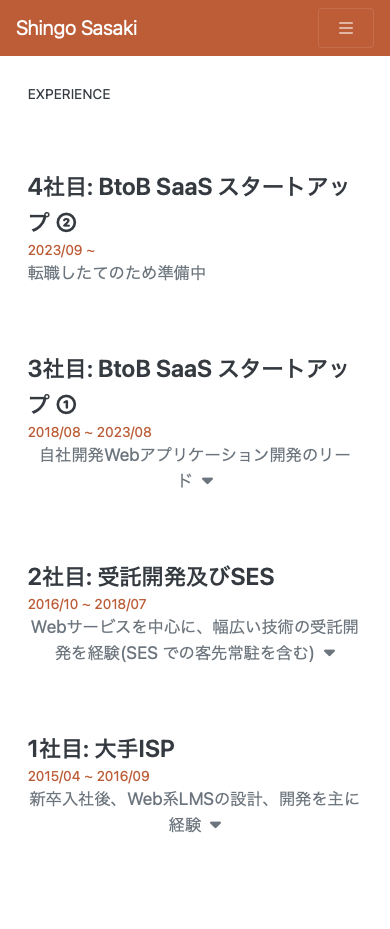 Shingo Sasaki
EXPERIENCE
4社目: BtoB SaaS スタートアッ
プ ②
2023/09 ~
転職したてのため準備中
3社目: BtoB SaaS スタートアッ
プ ①
2018/08 ~ 2023/08
自社開発Webアプリケーション開発のリー
ド
2社目: 受託開発及びSES
2016/10 ~ 2018/07
Webサービスを中心に、幅広い技術の受託開
発を経験(SES での客先常駐を含む)
1社目: 大手ISP
2015/04 ~ 2016/09
新卒入社後、Web系LMSの設計、開発を主に
経験